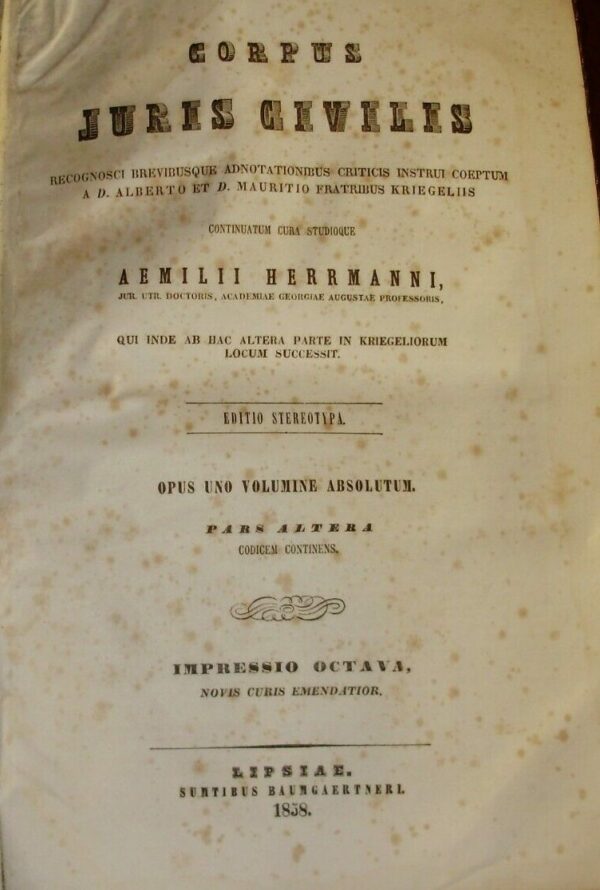 CORPUS
JURIS CIVILIS
RECOGNOSCI BREVIBUSQUE ADNOTATIONIBUS CRITICIS INSTRUI COEPTUM
A D. ALBERTO ET D. MAURITIO FRATRIBUS KRIEGELIIS
CONTINUATUM CURA STUDIOQUE
AEMILII HERRMANNI,
JUR. UTR. DOCTORIS, ACADEMIAE GEORGIAE AUGUSTAE PROFESSORIS,
QUI INDE AB HAC ALTERA PARTE IN KRIEGELIORUM
LOCUM SUCCESSIT.
EDITIO STEREOTYPA.
OPUS UNO VOLUMINE ABSOLUTUM.
PARS ALTERA
CODICEM CONTINENS.
IMPRESSIO OCTAVA,
NOVIS CURIS EMENDATIOR.
LIPSIAE.
SUMTIBUS BAUMGAERTNERI.
1858.